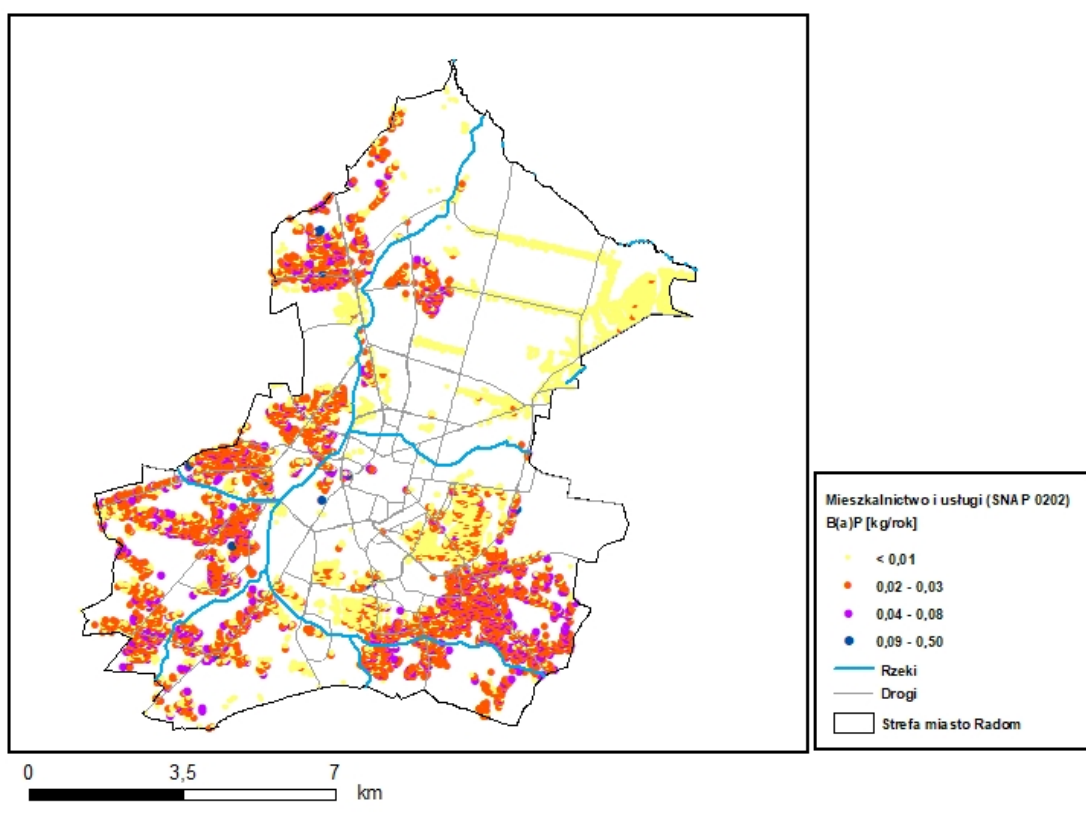 Mieszkalnictwo i usługi (SNAP 0202)
B(a)P [kg/rok]
< 0,01
0,02 - 0,03
0,04 - 0,08
0,09 - 0,50
Rzeki
Drogi
Strefa miasto Radom
0 3,5 7
km